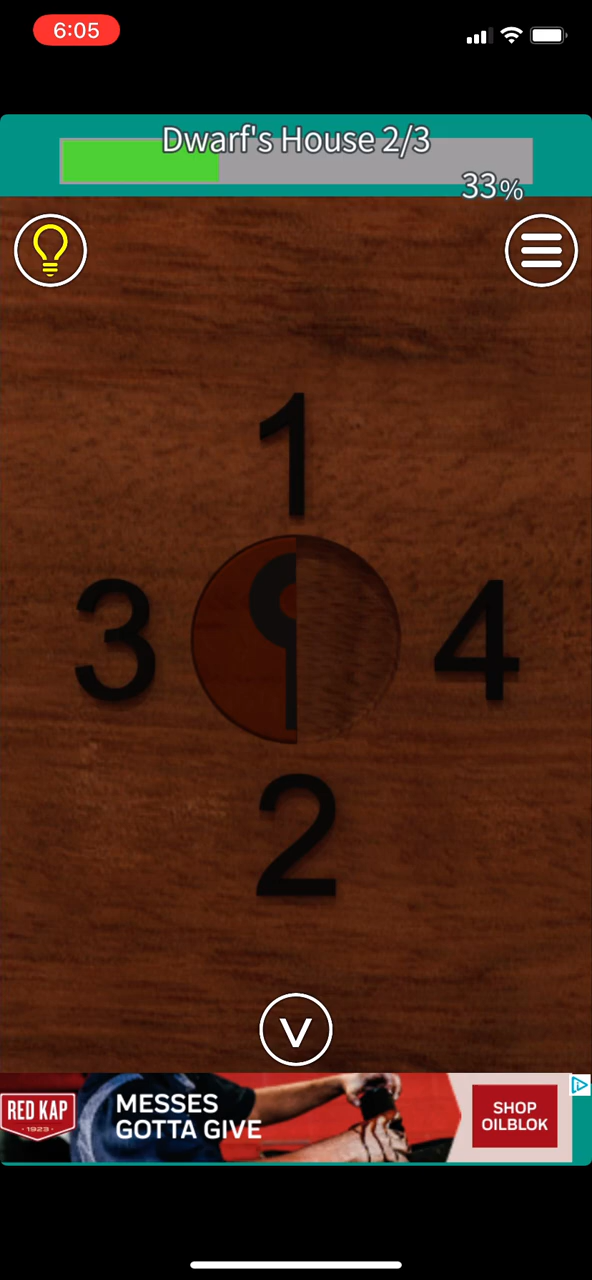 6:05
Dwarf's House 2/3
33%
1
3
4
2
V
RED KAP
· 1923 ·
MESSES
GOTTA GIVE
SHOP
OILBLOK